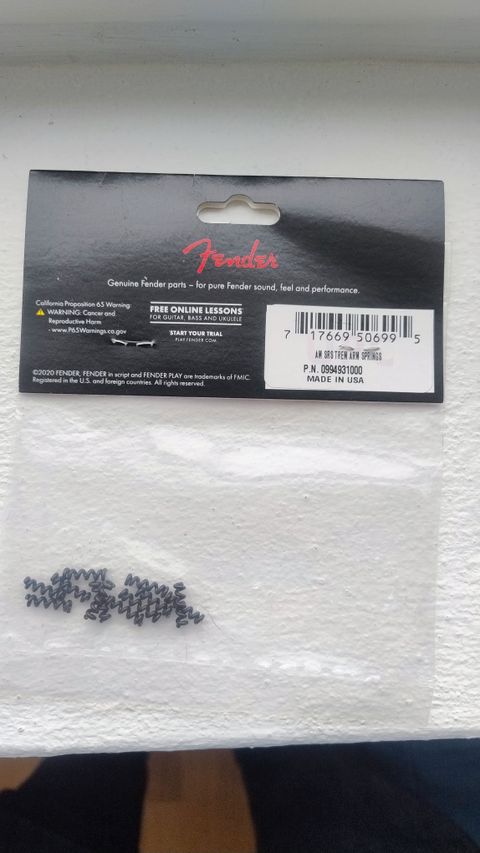 Fender
Genuine Fender parts – for pure Fender sound, feel and performance.
California Proposition 65 Warning:
WARNING: Cancer and
Reproductive Harm
- www.P65Warnings.ca.gov
FREE ONLINE LESSONS
FOR GUITAR, BASS AND UKULELE
START YOUR TRIAL
PLAY.FENDER.COM
7 17669 50699 5
AM SRS TREM ARM SPRINGS
P.N. 0994931000
MADE IN USA
©2020 FENDER, FENDER in script and FENDER PLAY are trademarks of FMIC.
Registered in the U.S. and foreign countries. All rights reserved.